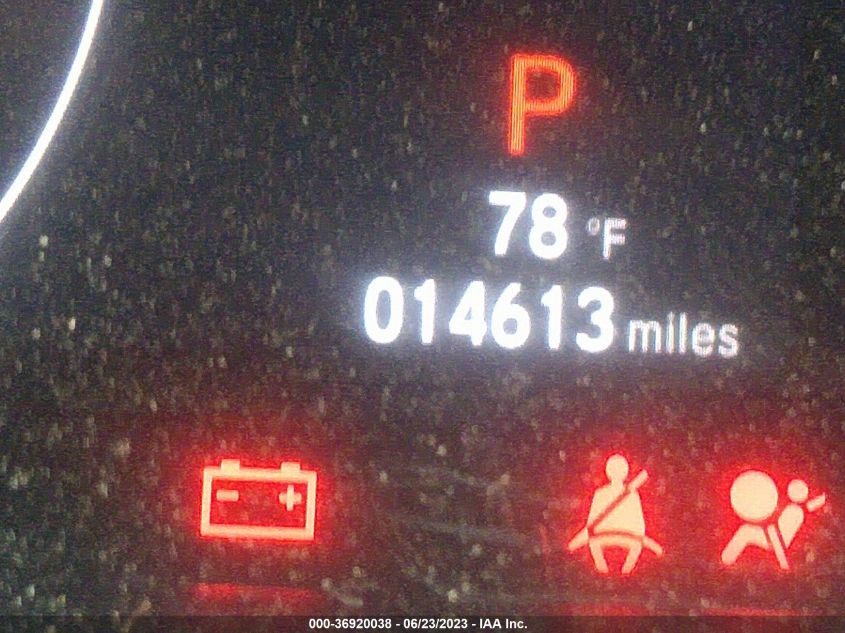 P
78 °F
014613 miles
000-36920038 - 06/23/2023 - IAA Inc.